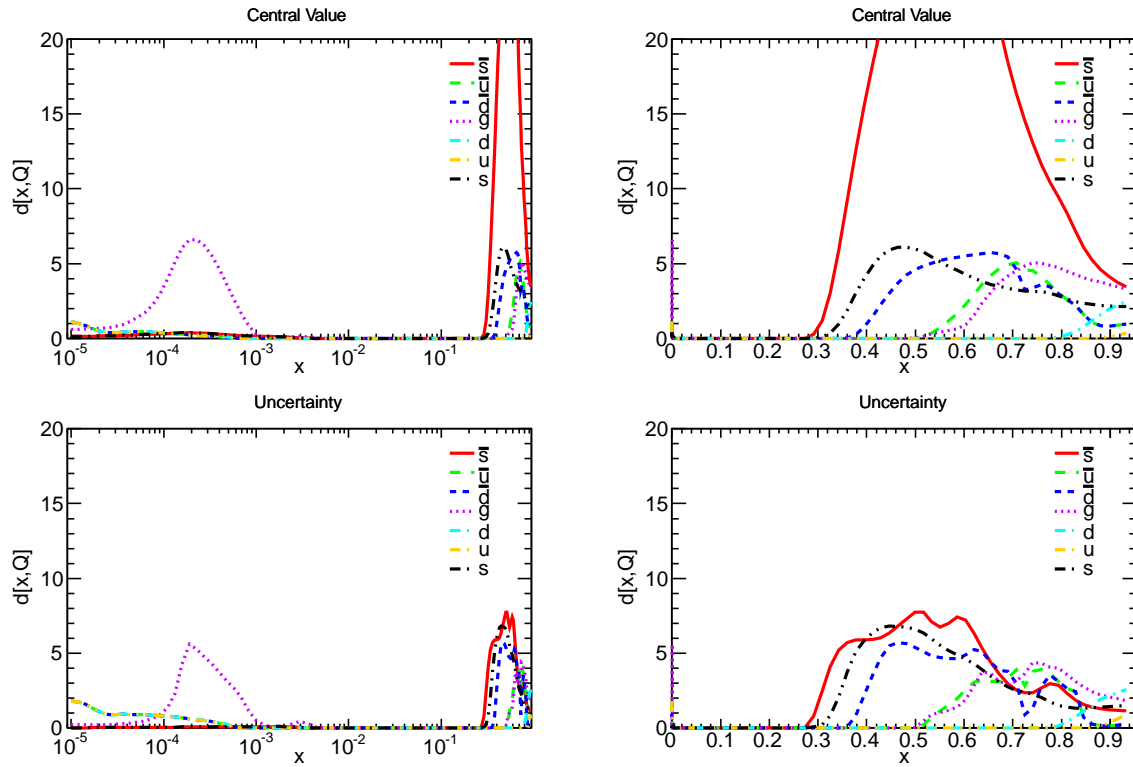 Central Value
20
15
10
5
0
d[x,Q]
s̅
u̅
d̅
g
d
u
s
10⁻⁵ 10⁻⁴ 10⁻³ 10⁻² 10⁻¹
x
Central Value
20
15
10
5
0
d[x,Q]
s̅
u̅
d̅
g
d
u
s
0 0.1 0.2 0.3 0.4 0.5 0.6 0.7 0.8 0.9
x
Uncertainty
20
15
10
5
0
d[x,Q]
s̅
u̅
d̅
g
d
u
s
10⁻⁵ 10⁻⁴ 10⁻³ 10⁻² 10⁻¹
x
Uncertainty
20
15
10
5
0
d[x,Q]
s̅
u̅
d̅
g
d
u
s
0 0.1 0.2 0.3 0.4 0.5 0.6 0.7 0.8 0.9
x